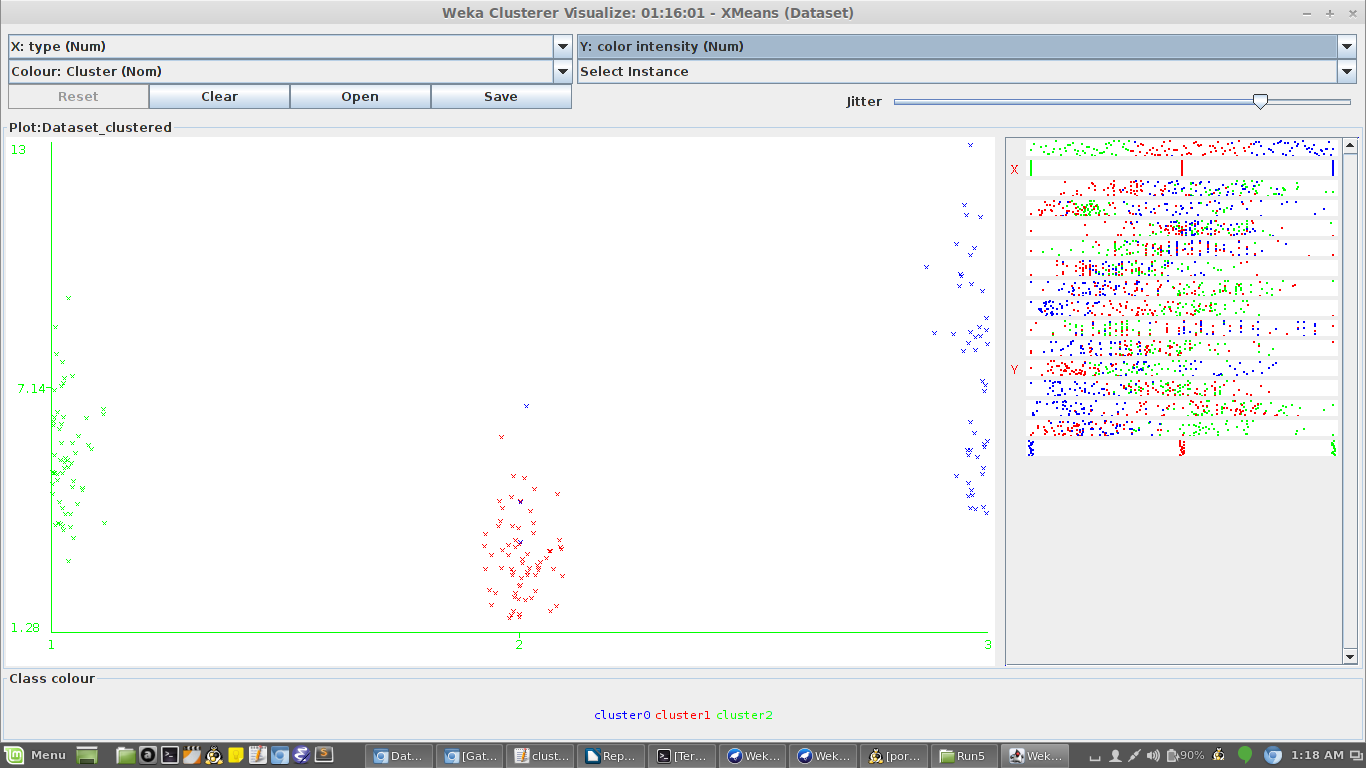 Weka Clusterer Visualize: 01:16:01 - XMeans (Dataset)
X: type (Num)
Y: color intensity (Num)
Colour: Cluster (Nom)
Select Instance
Reset
Clear
Open
Save
Jitter
Plot:Dataset_clustered
13
7.14
1.28
1
2
3
X
Y
Class colour
cluster0 cluster1 cluster2
Menu
Dat...
[Gat...
clust...
Rep...
[Ter...
Wek...
Wek...
[por...
Run5
Wek...
90%
1:18 AM